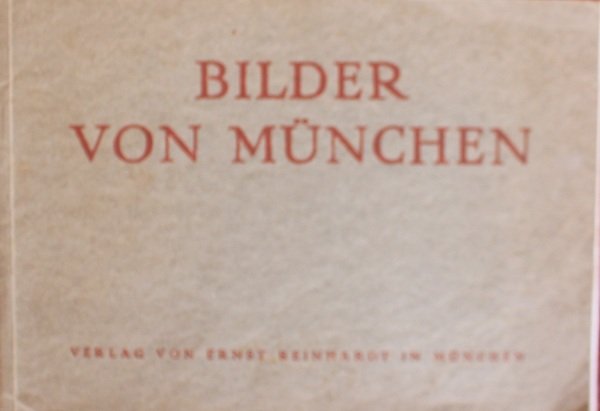 BILDER
VON MÜNCHEN
VERLAG VON ERNST REINHARDT IN MÜNCHEN